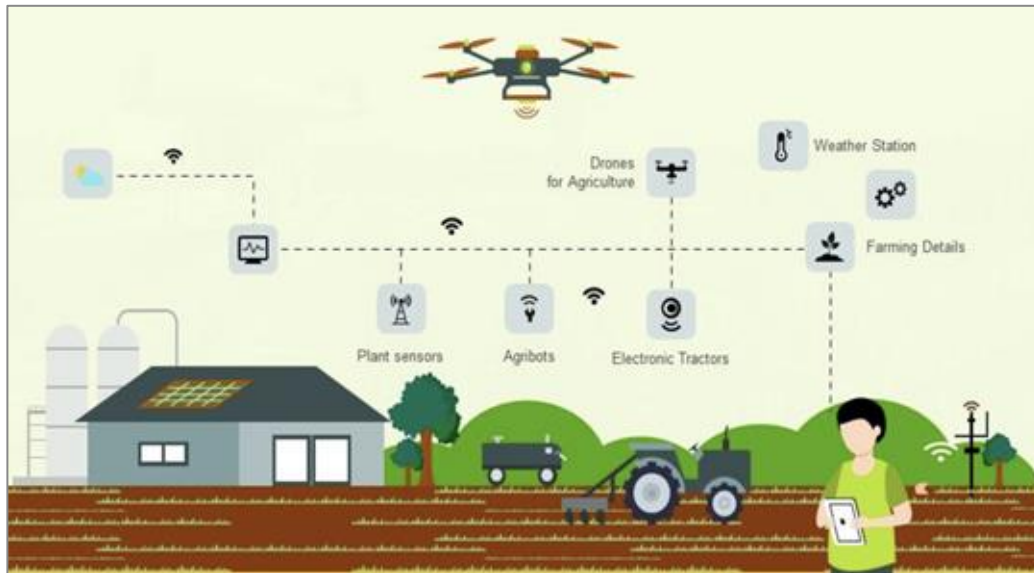 Weather Station
Drones
for Agriculture
Farming Details
Plant sensors
Agribots
Electronic Tractors